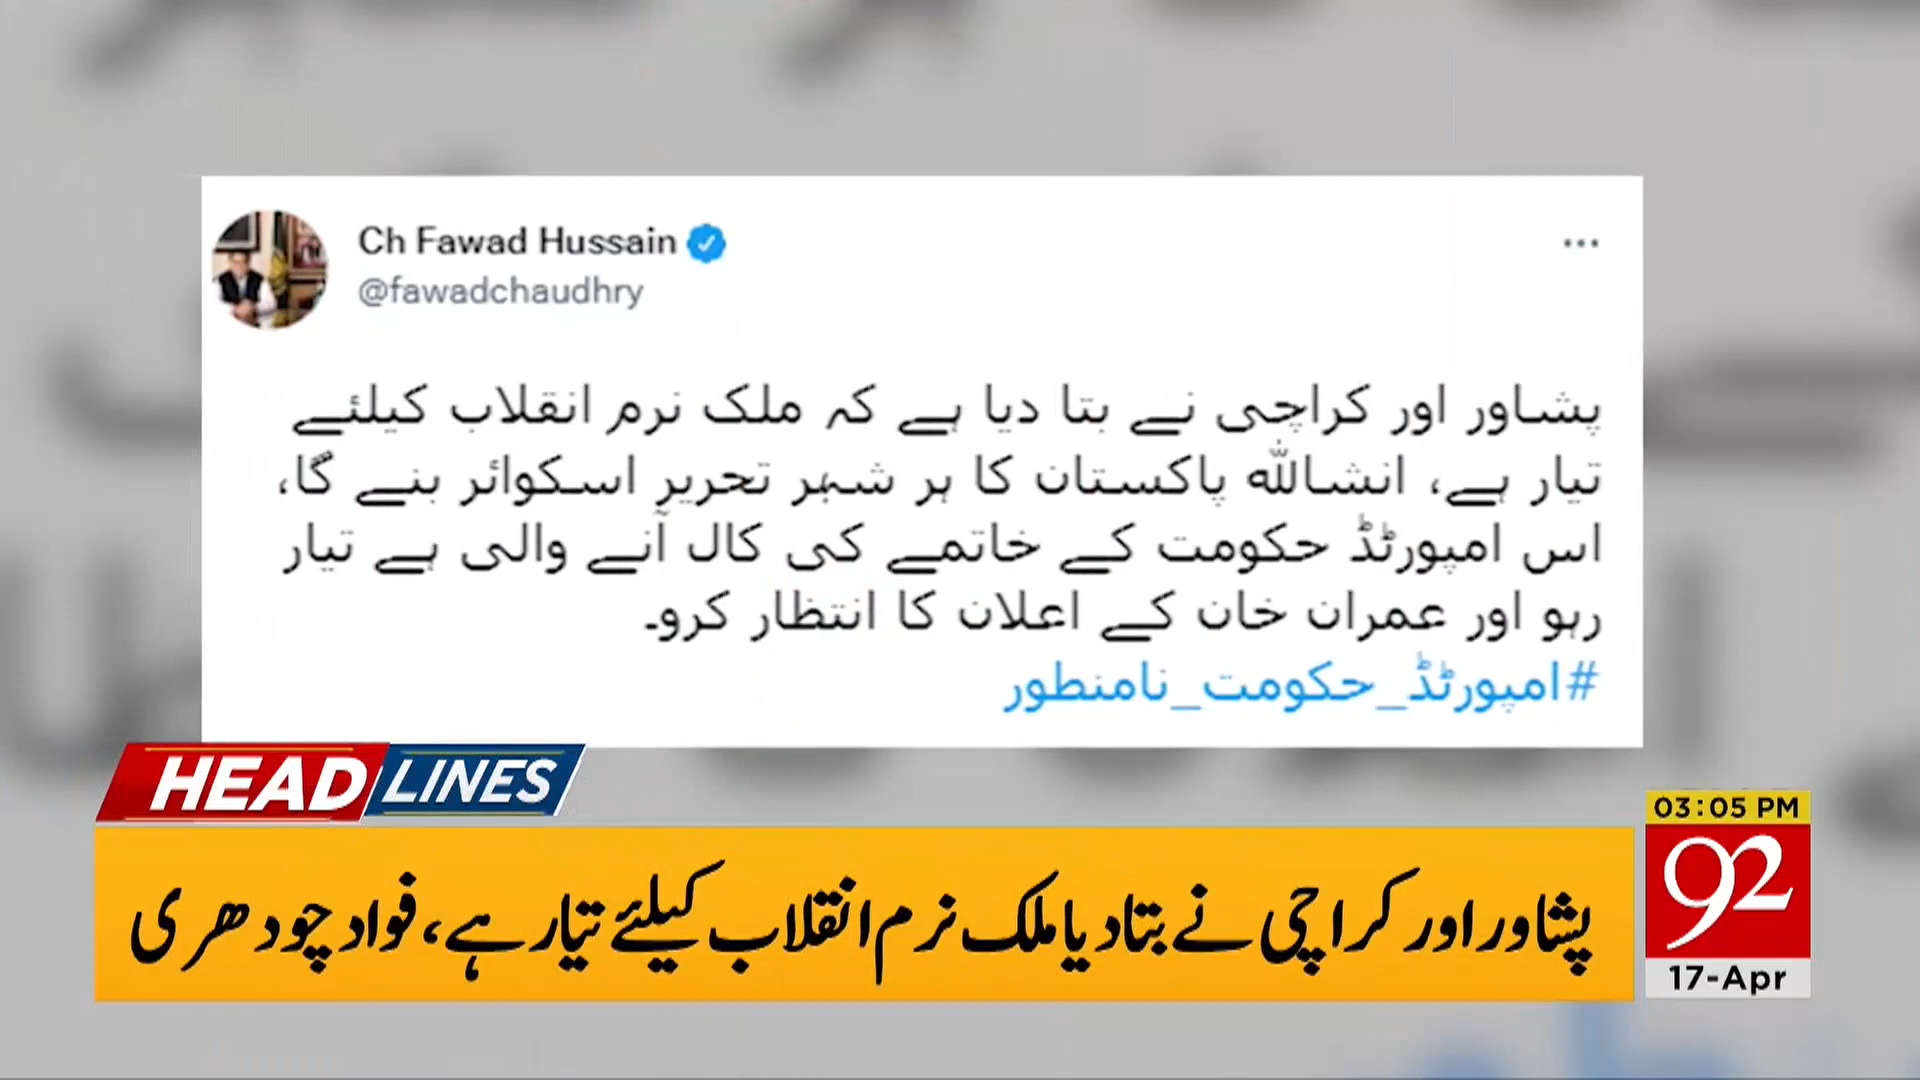 Ch Fawad Hussain
@fawadchaudhry
پشاور اور کراچی نے بتا دیا ہے کہ ملک نرم انقلاب کیلئے
تیار ہے، انشاللہ پاکستان کا ہر شہر تحریر اسکوائر بنے گا،
اس امپورٹڈ حکومت کے خاتمے کی کال آنے والی ہے تیار
رہو اور عمران خان کے اعلان کا انتظار کرو۔
#امپورٹڈ_حکومت_نامنطور
HEADLINES
پشاور اور کراچی نے بتادیا ملک نرم انقلاب کیلئے تیار ہے، فواد چودھری
03:05 PM
92
17-Apr